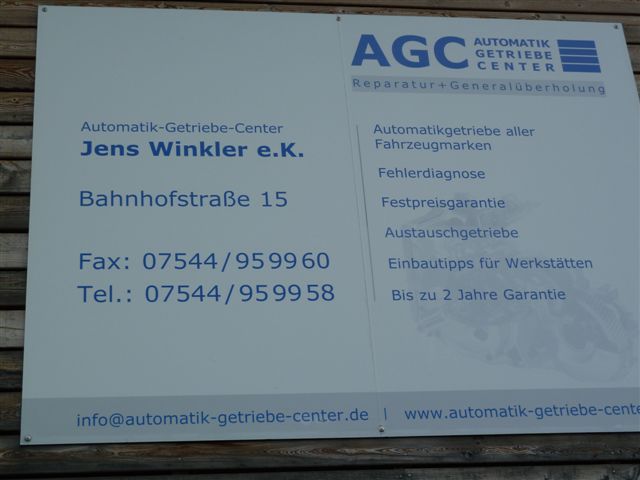 AGC AUTOMATIK
GETRIEBE
CENTER
Reparatur+Generalüberholung
Automatik-Getriebe-Center
Jens Winkler e.K.
Bahnhofstraße 15
Fax: 07544/959960
Tel.: 07544/959958
Automatikgetriebe aller
Fahrzeugmarken
Fehlerdiagnose
Festpreisgarantie
Austauschgetriebe
Einbautipps für Werkstätten
Bis zu 2 Jahre Garantie
info@automatik-getriebe-center.de | www.automatik-getriebe-cente